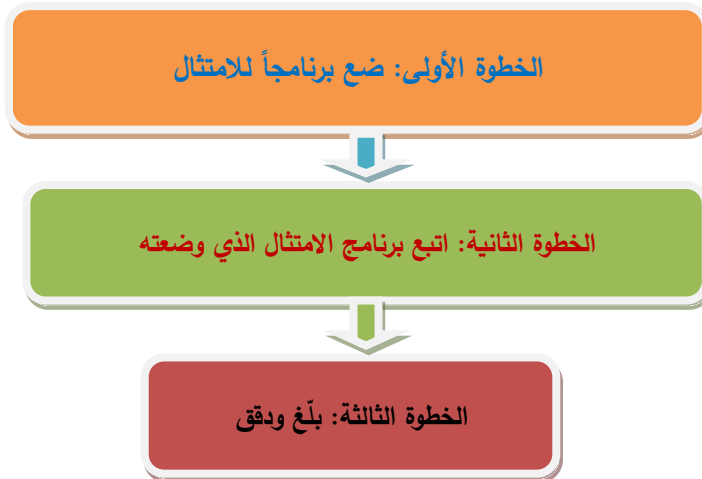 الخطوة الأولى: ضع برنامجاً للامتثال
الخطوة الثانية: اتبع برنامج الامتثال الذي وضعته
الخطوة الثالثة: بلّغ ودقق